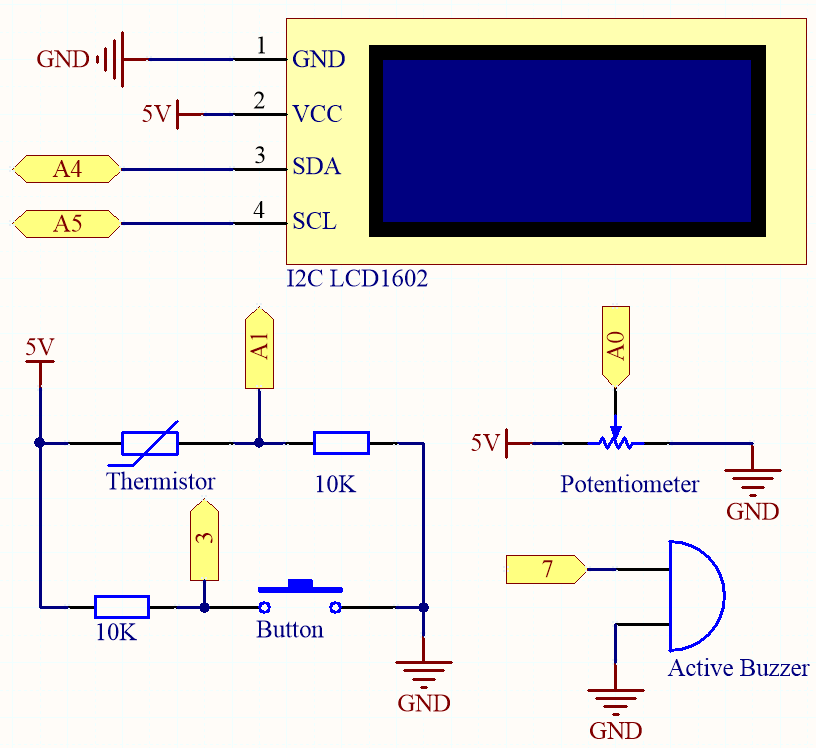 GND 1 GND
5V 2 VCC
A4 3 SDA
A5 4 SCL
I2C LCD1602
5V
A1
A0
Thermistor
10K
5V
Potentiometer
GND
3
10K
Button
GND
7
Active Buzzer
GND